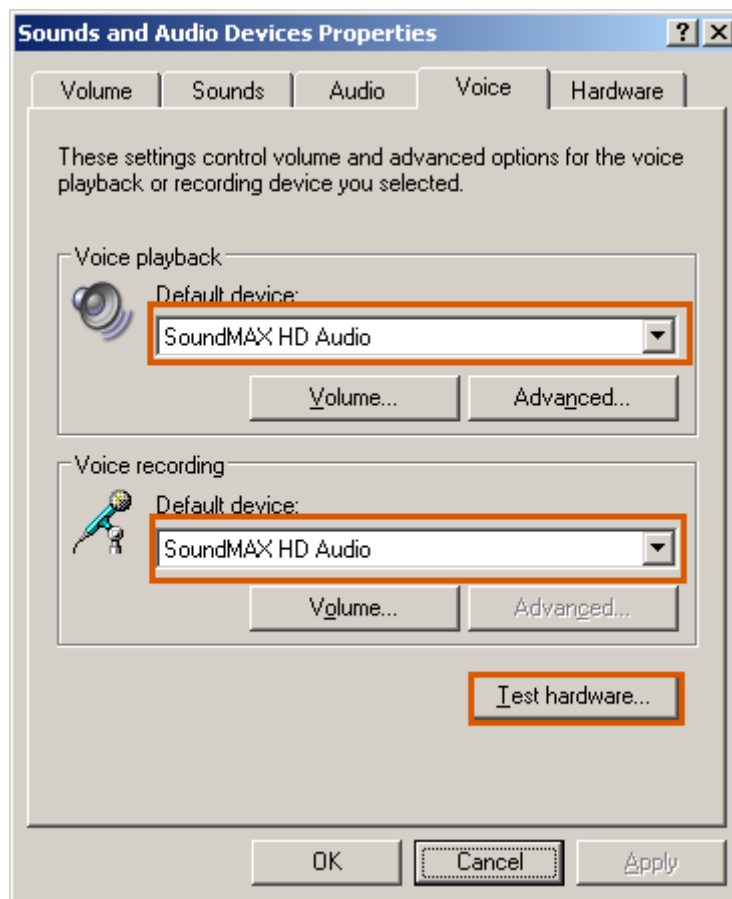 Sounds and Audio Devices Properties
Volume
Sounds
Audio
Voice
Hardware
These settings control volume and advanced options for the voice
playback or recording device you selected.
Voice playback
Default device:
SoundMAX HD Audio
Volume...
Advanced...
Voice recording
Default device:
SoundMAX HD Audio
Volume...
Advanced...
Test hardware...
OK
Cancel
Apply